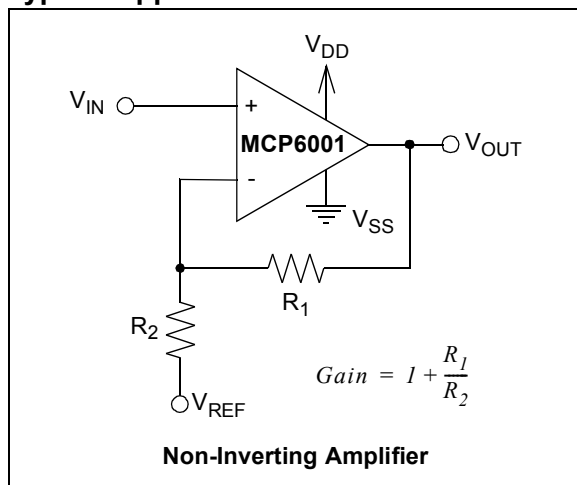 V_DD
V_IN
+
MCP6001
V_OUT
-
V_SS
R_1
R_2
Gain = 1 + R_1/R_2
V_REF
Non-Inverting Amplifier